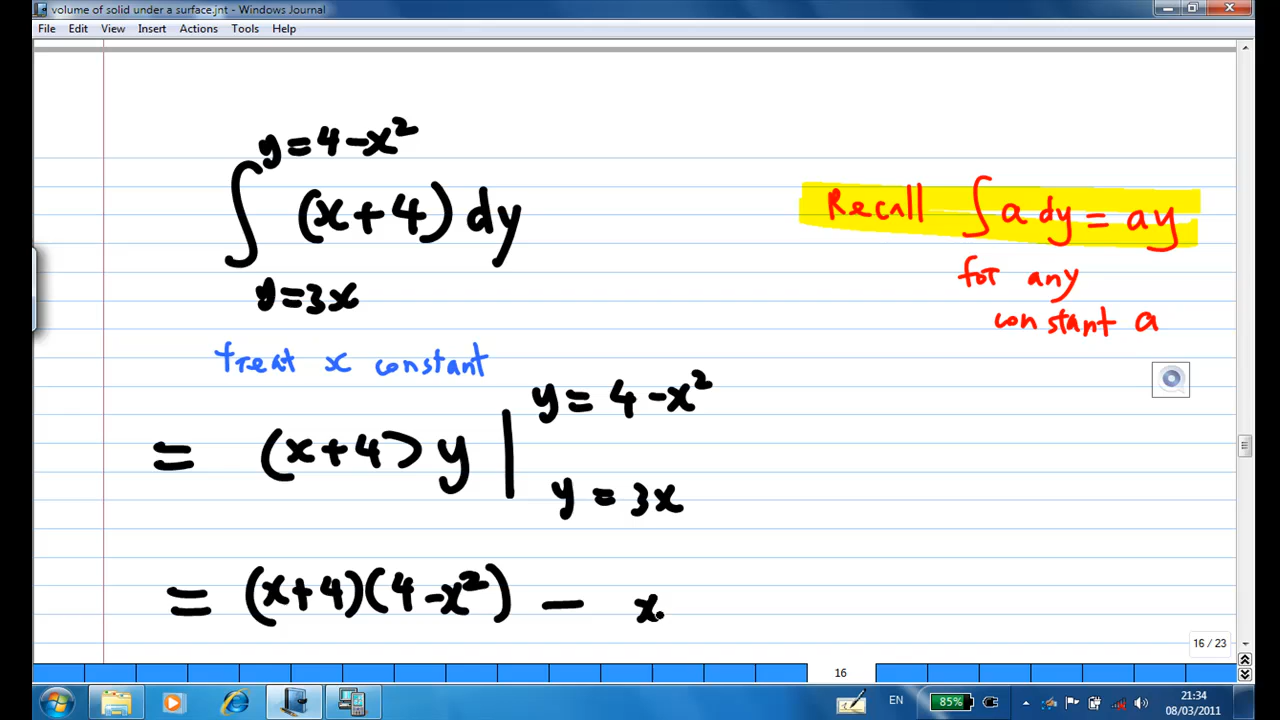 volume of solid under a surface.jnt - Windows Journal
File Edit View Insert Actions Tools Help
y = 4 - x²
∫ (x + 4) dy
y = 3x
Recall ∫ a dy = ay
for any
constant a
treat x constant
y = 4 - x²
= (x + 4) y |
y = 3x
= (x + 4)(4 - x²) - x
16 / 23
16
EN
85%
21:34
08/03/2011